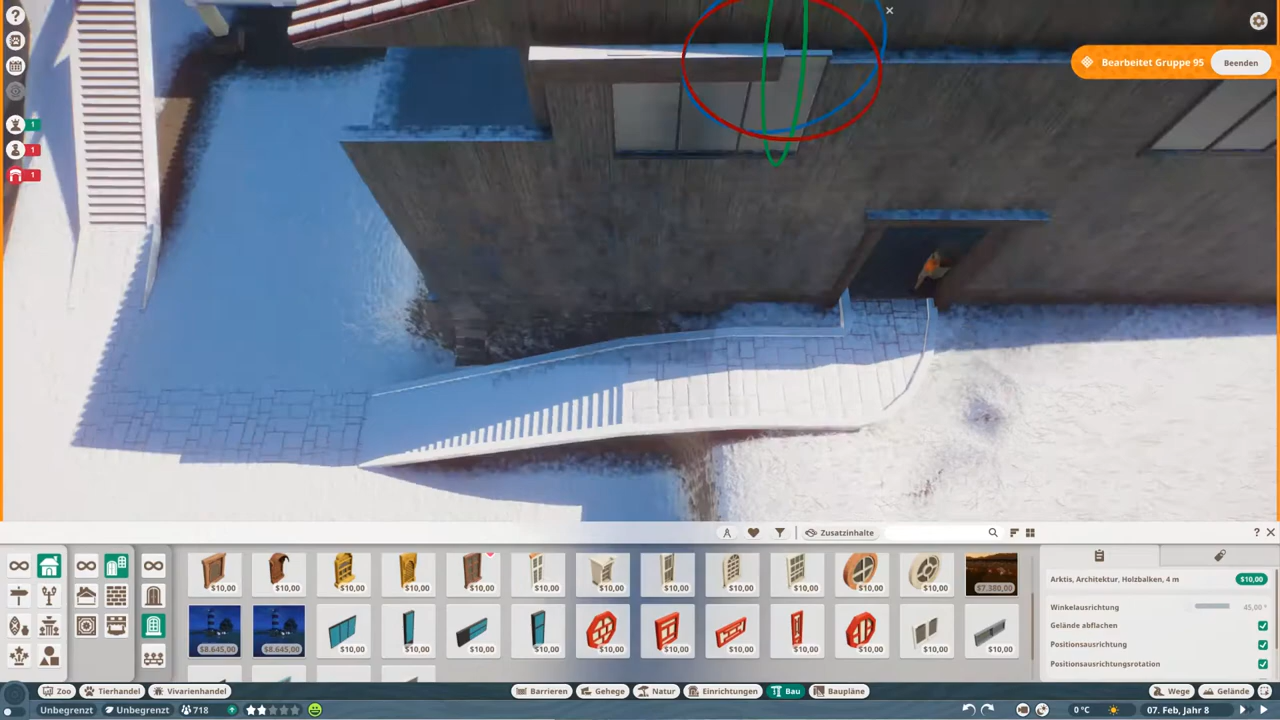 Bearbeitet Gruppe 95
Beenden
1
1
1
Zusatzinhalte
$10,00 $10,00 $10,00 $10,00 $10,00 $10,00 $10,00 $10,00 $10,00 $10,00 $10,00 $10,00 $7.380,00
$8.645,00 $8.645,00 $10,00 $10,00 $10,00 $10,00 $10,00 $10,00 $10,00 $10,00 $10,00 $10,00 $10,00
Arktis, Architektur, Holzbalken, 4 m $10,00
Winkelausrichtung 45,00 °
Gelände abflachen
Positionsausrichtung
Positionsausrichtungsrotation
Zoo Tierhandel Vivarienhandel Barrieren Gehege Natur Einrichtungen Bau Baupläne Wege Gelände
Unbegrenzt Unbegrenzt 718 0 °C 07. Feb, Jahr 8